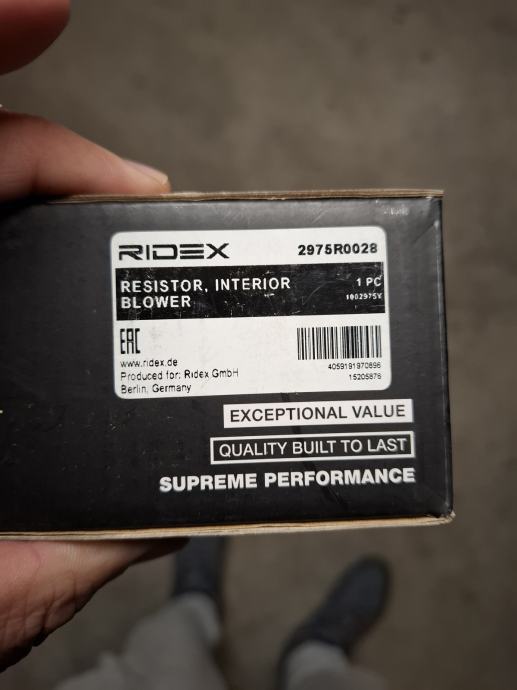 RIDEX 2975R0028
RESISTOR, INTERIOR 1 PC
BLOWER 1002975V
EAC
www.ridex.de
Produced for: Ridex GmbH 4059191970896
Berlin, Germany 15205876
EXCEPTIONAL VALUE
QUALITY BUILT TO LAST
SUPREME PERFORMANCE